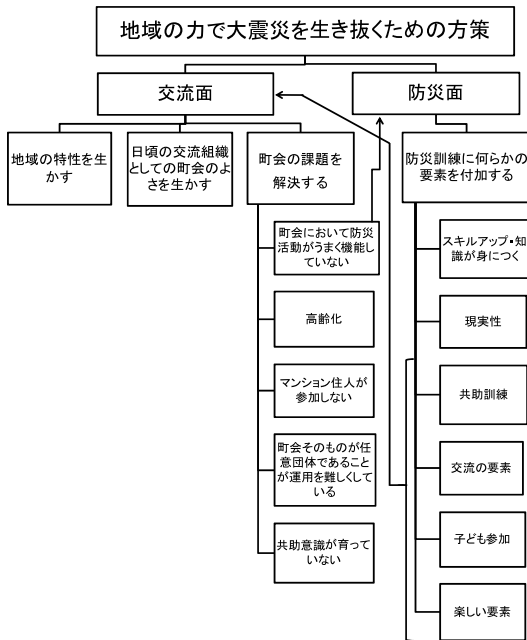 地域の力で大震災を生き抜くための方策
交流面
防災面
地域の特性を生
かす
日頃の交流組織
としての町会のよ
さを生かす
町会の課題を
解決する
町会において防災
活動がうまく機能し
ていない
高齢化
マンション住人が
参加しない
町会そのものが任
意団体であること
が運用を難しくして
いる
共助意識が育って
いない
防災訓練に何らかの
要素を付加する
スキルアップ・知
識が身につく
現実性
共助訓練
交流の要素
子ども参加
楽しい要素